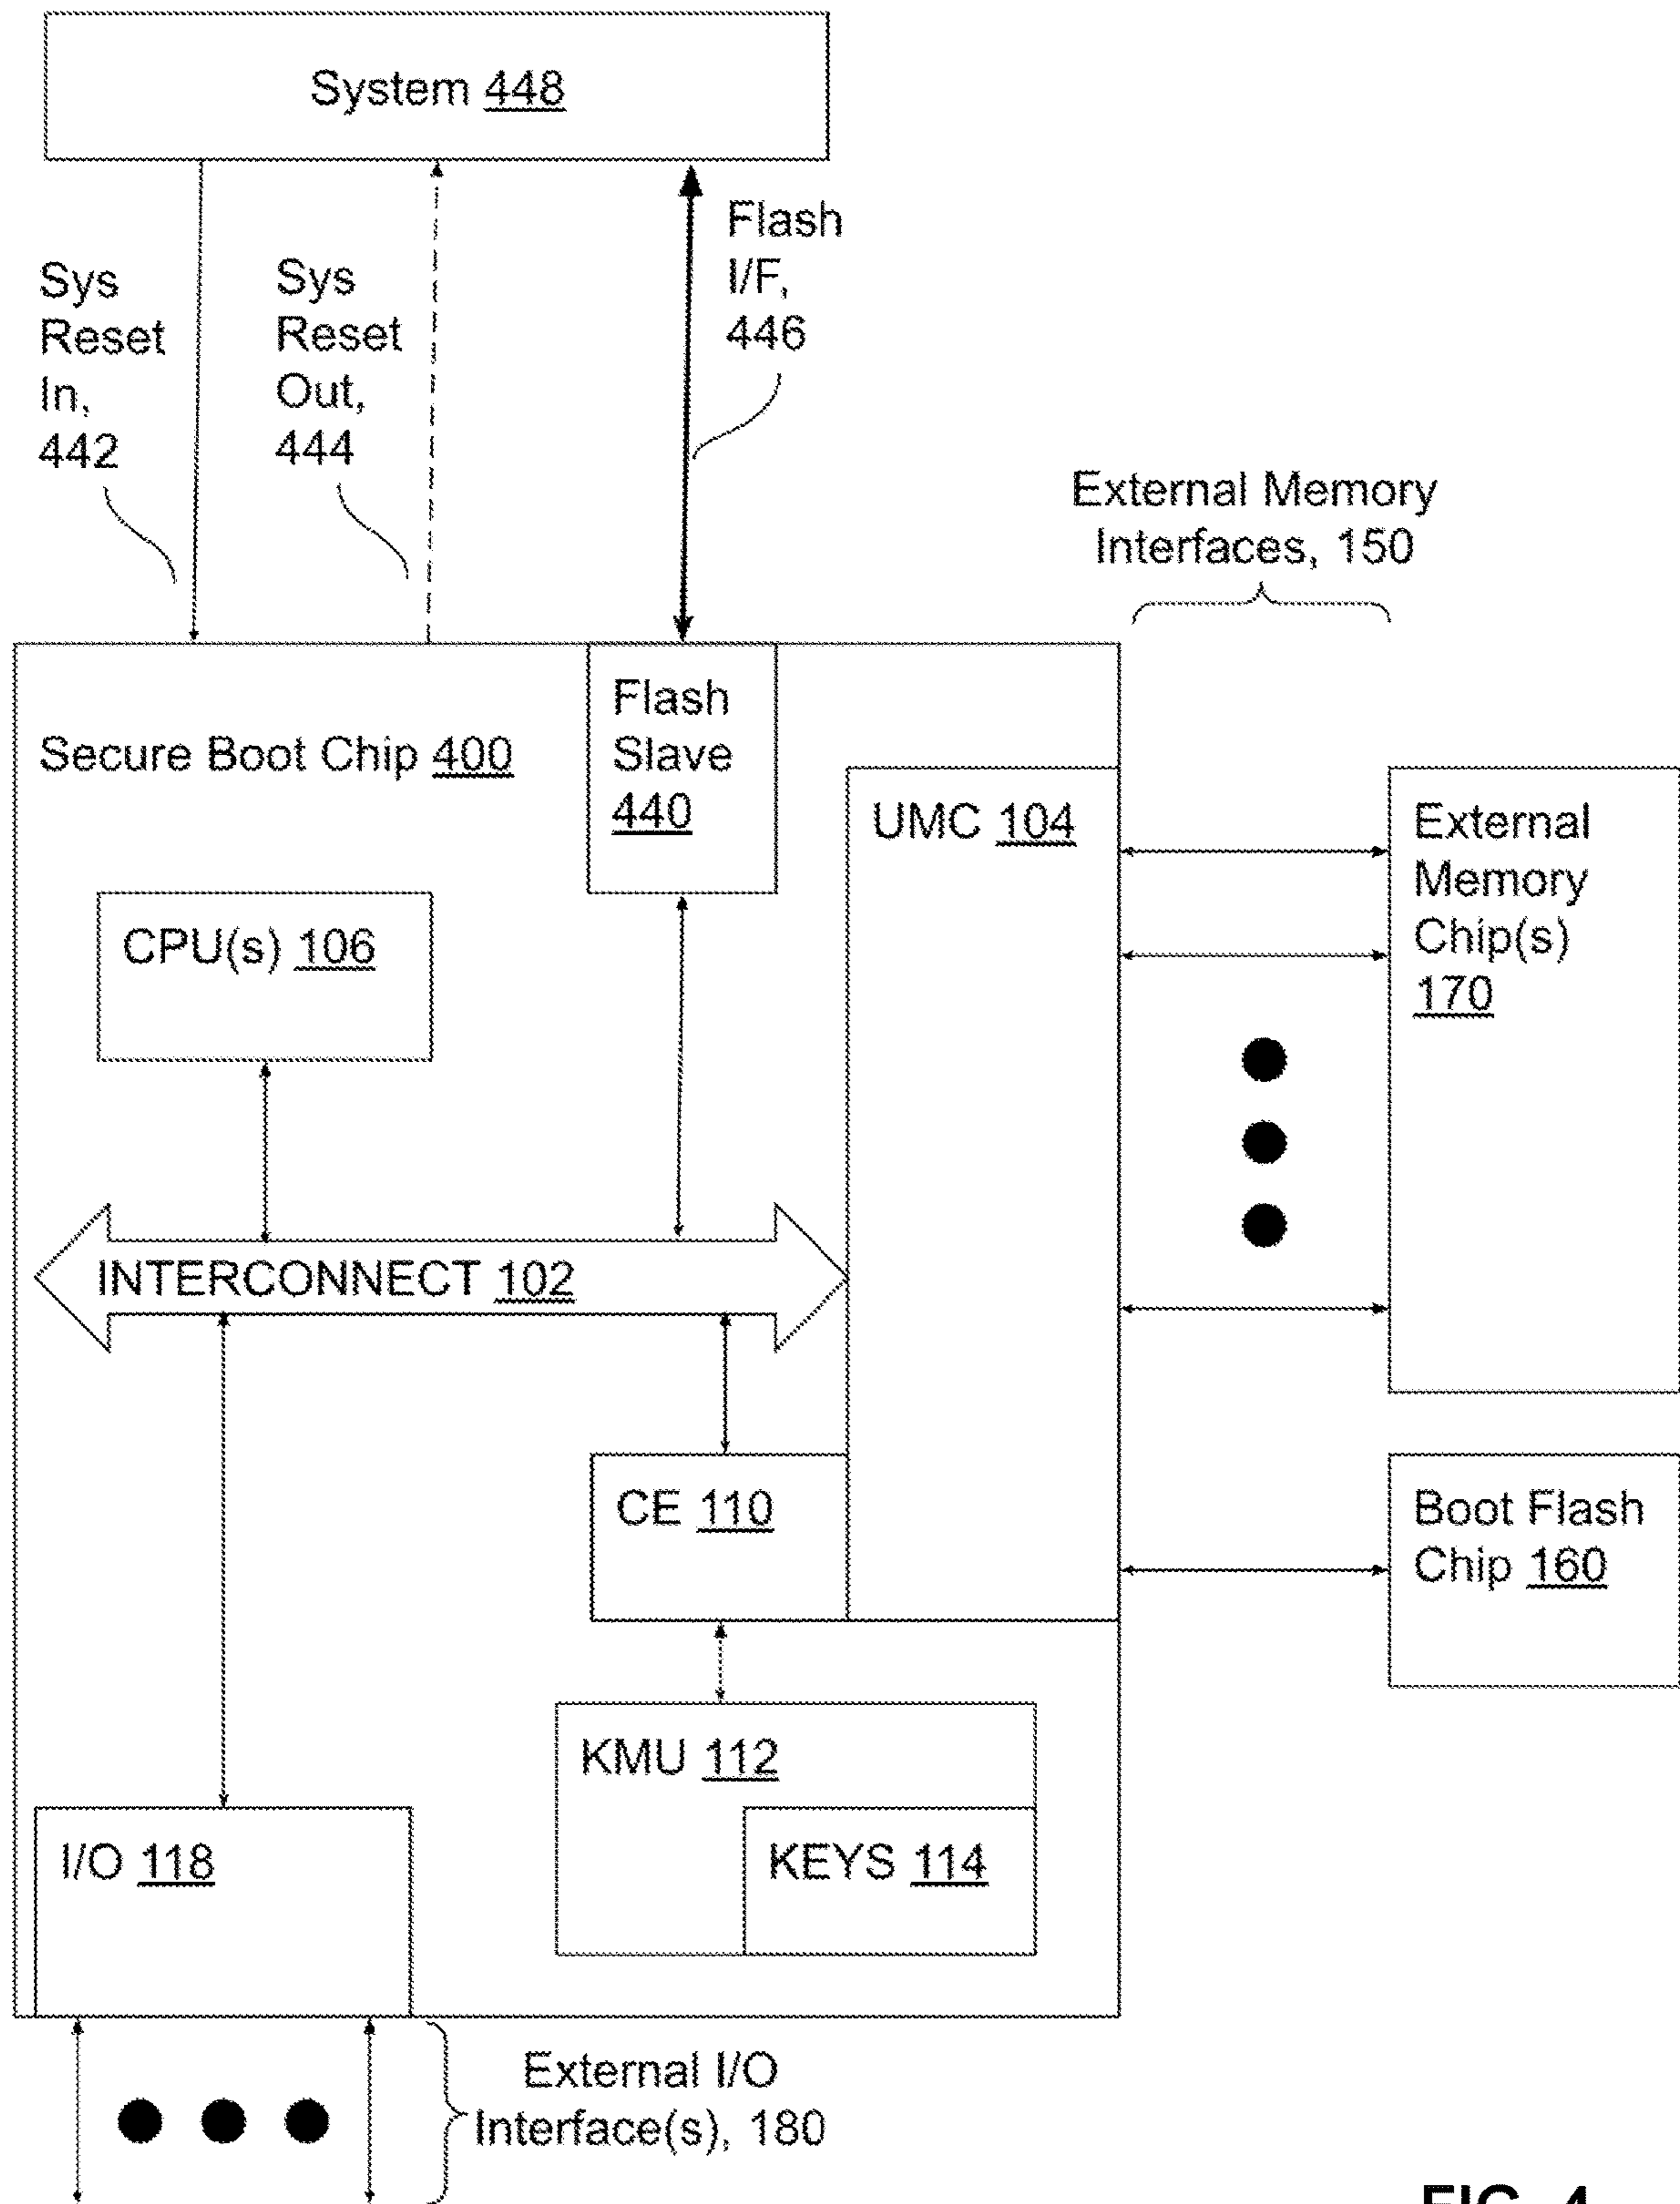 System 448
Sys
Reset
In,
442
Sys
Reset
Out,
444
Flash
I/F,
446
External Memory
Interfaces, 150
Secure Boot Chip 400
Flash
Slave
440
UMC 104
External
Memory
Chip(s)
170
CPU(s) 106
INTERCONNECT 102
CE 110
Boot Flash
Chip 160
KMU 112
KEYS 114
I/O 118
External I/O
Interface(s), 180
FIG. 4